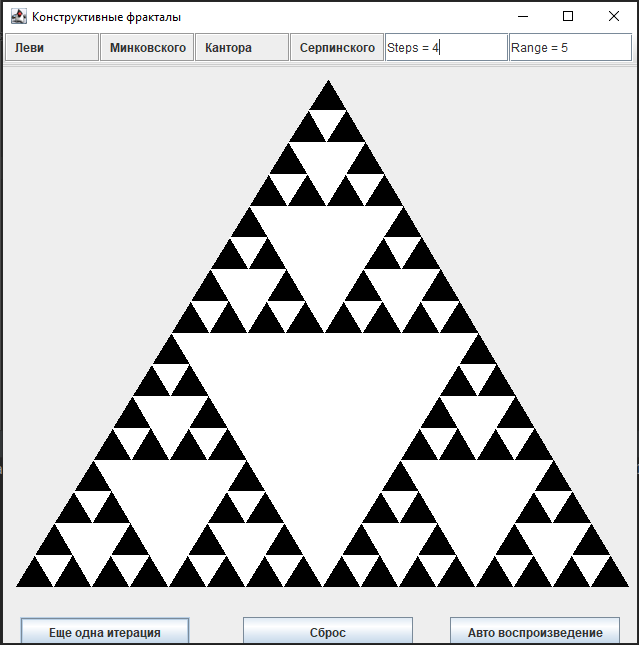 Конструктивные фракталы
Леви Минковского Кантора Серпинского Steps = 4 Range = 5
Еще одна итерация Сброс Авто воспроизведение